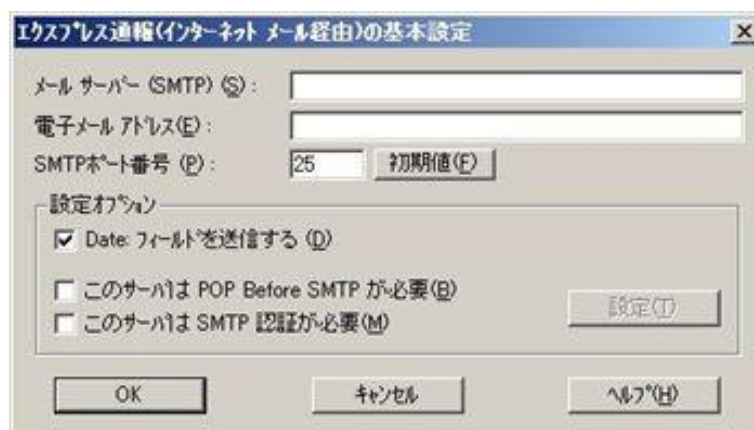 ｴｸｽﾌﾟﾚｽ通報(ｲﾝﾀｰﾈｯﾄ ﾒｰﾙ経由)の基本設定
ﾒｰﾙ ｻｰﾊﾞｰ (SMTP) (S) :
電子ﾒｰﾙ ｱﾄﾞﾚｽ(E) :
SMTPﾎﾟｰﾄ番号 (P) : 25 初期値(F)
設定ｵﾌﾟｼｮﾝ
Date: ﾌｨｰﾙﾄﾞを送信する (D)
このｻｰﾊﾞは POP Before SMTP が必要(B)
このｻｰﾊﾞは SMTP 認証が必要(M)
設定(T)
OK ｷｬﾝｾﾙ ﾍﾙﾌﾟ(H)